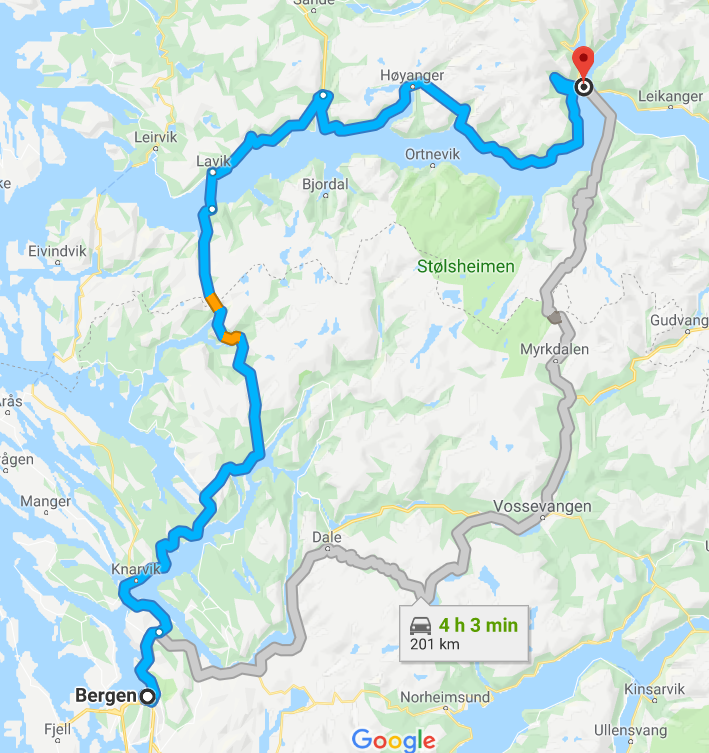 Sande
Høyanger
Leikanger
Leirvik
Lavik
Ortnevik
Bjordal
Eivindvik
Stølsheimen
Gudvang
Myrkdalen
Manger
Vossevangen
Dale
Knarvik
4 h 3 min
201 km
Bergen
Norheimsund
Kinsarvik
Fjell
Ullensvang
Google